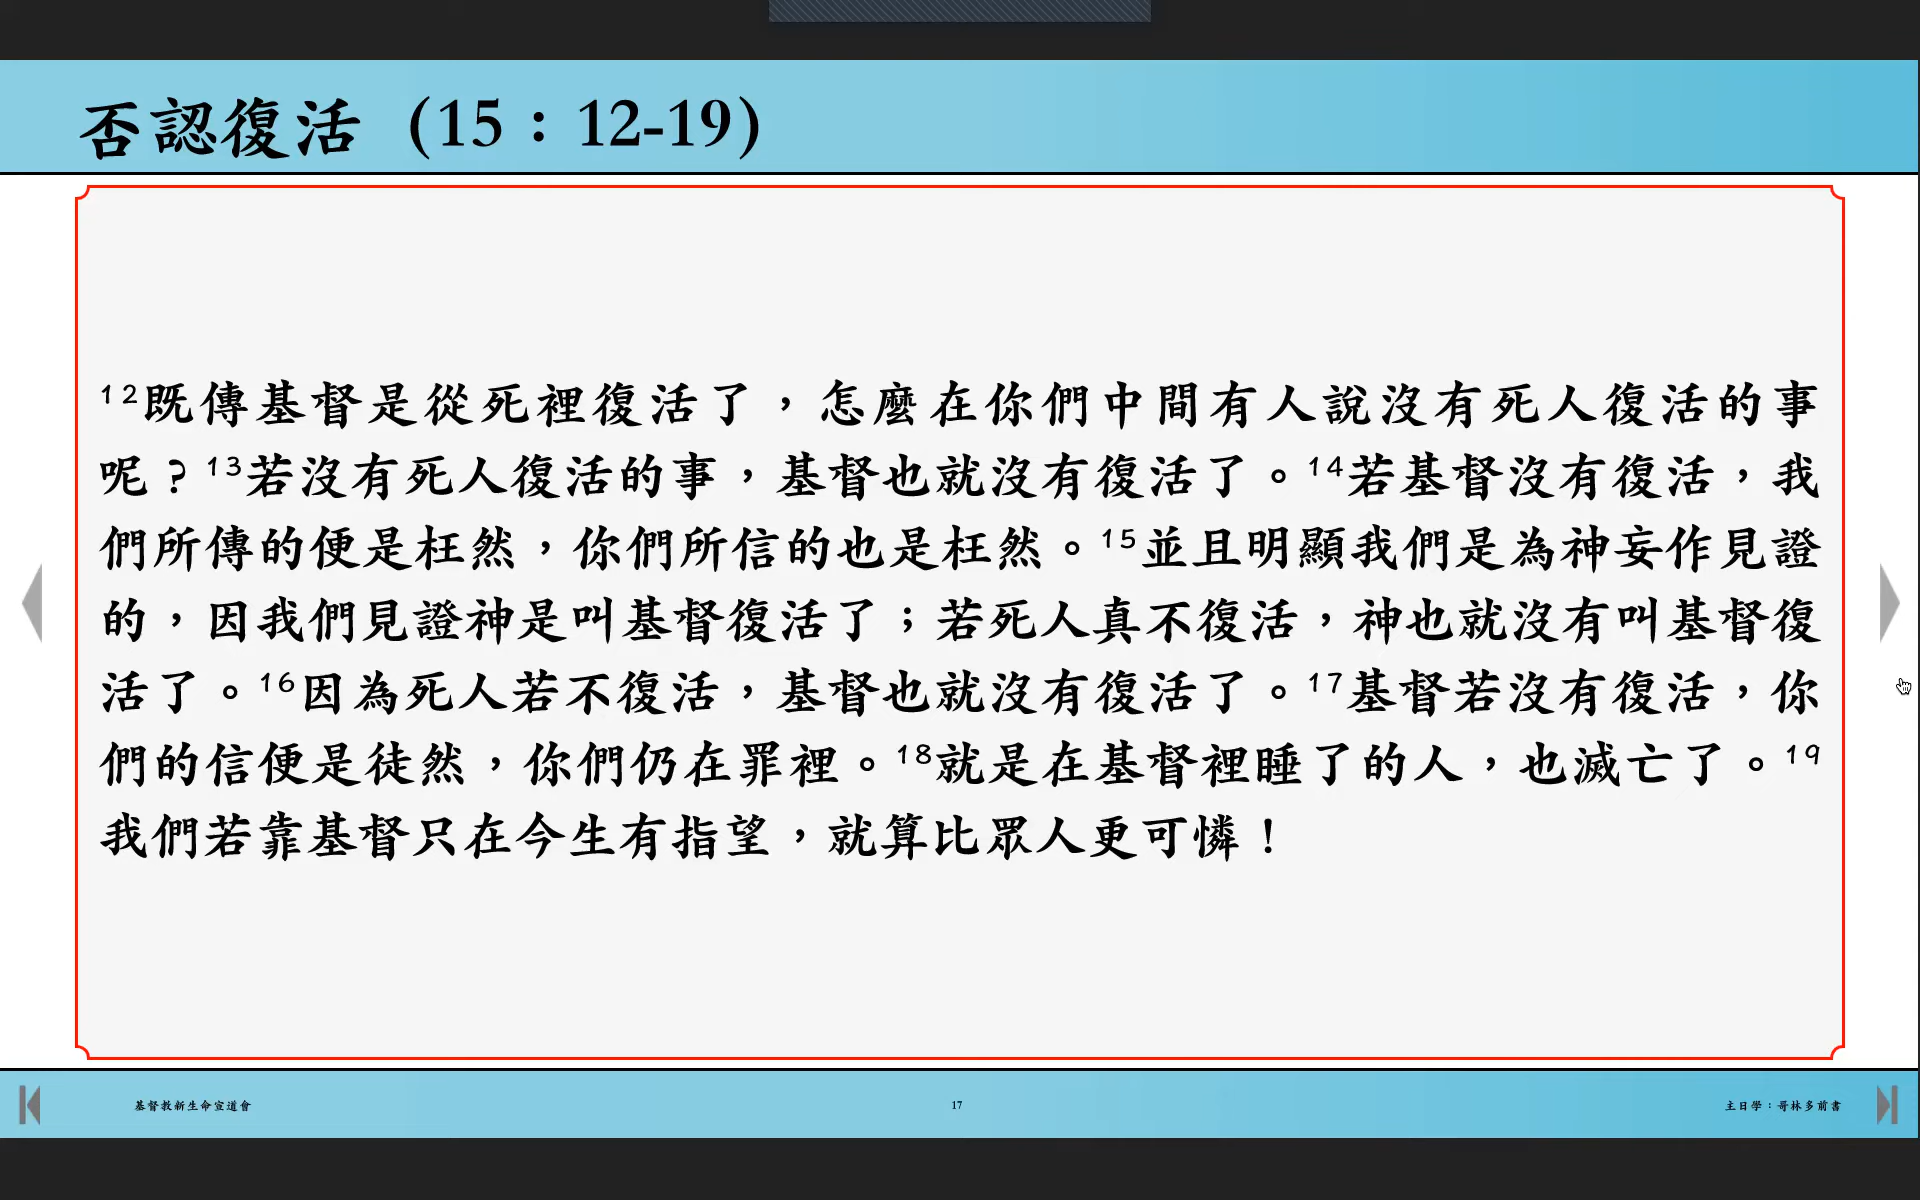 否認復活（15：12-19）
12既傳基督是從死裡復活了，怎麼在你們中間有人說沒有死人復活的事
呢？13若沒有死人復活的事，基督也就沒有復活了。14若基督沒有復活，我
們所傳的便是枉然，你們所信的也是枉然。15並且明顯我們是為神妄作見證
的，因我們見證神是叫基督復活了；若死人真不復活，神也就沒有叫基督復
活了。16因為死人若不復活，基督也就沒有復活了。17基督若沒有復活，你
們的信便是徒然，你們仍在罪裡。18就是在基督裡睡了的人，也滅亡了。19
我們若靠基督只在今生有指望，就算比眾人更可憐！
基督教新生命宣道會
17
主日學：哥林多前書